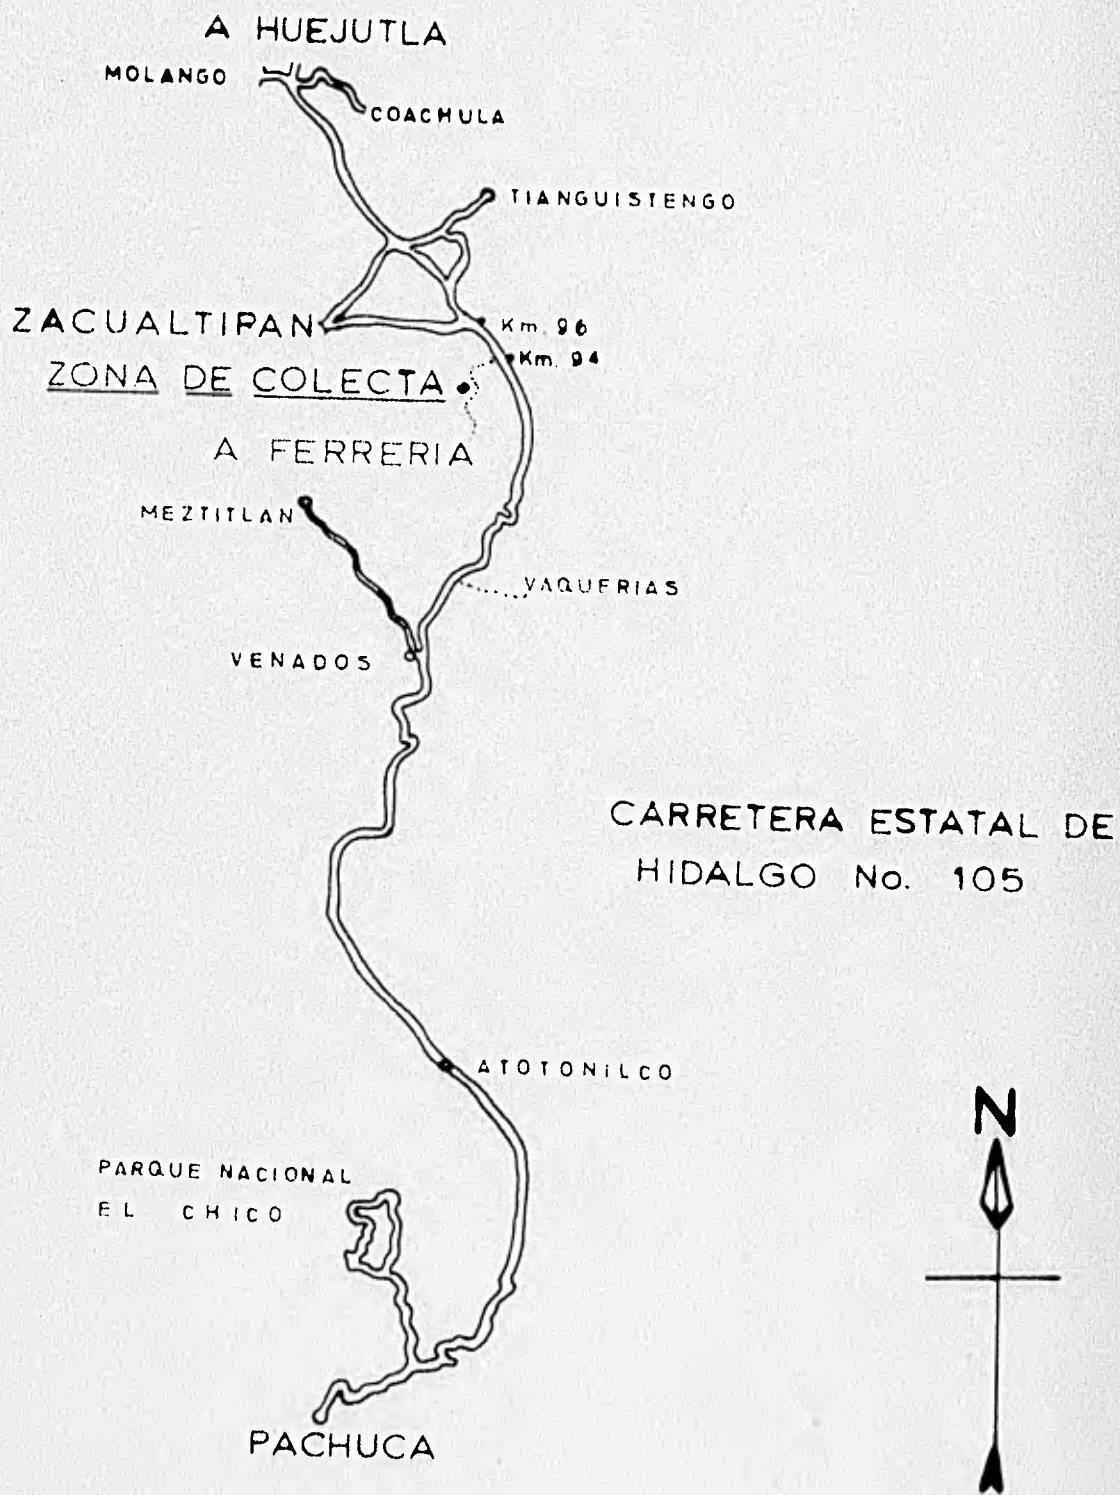 A HUEJUTLA
MOLANGO
COACHULA
TIANGUISTENGO
ZACUALTIPAN
Km. 96
Km. 94
ZONA DE COLECTA
A FERRERIA
MEZTITLAN
VAQUERIAS
VENADOS
CARRETERA ESTATAL DE
HIDALGO No. 105
ATOTONILCO
N
PARQUE NACIONAL
EL CHICO
PACHUCA